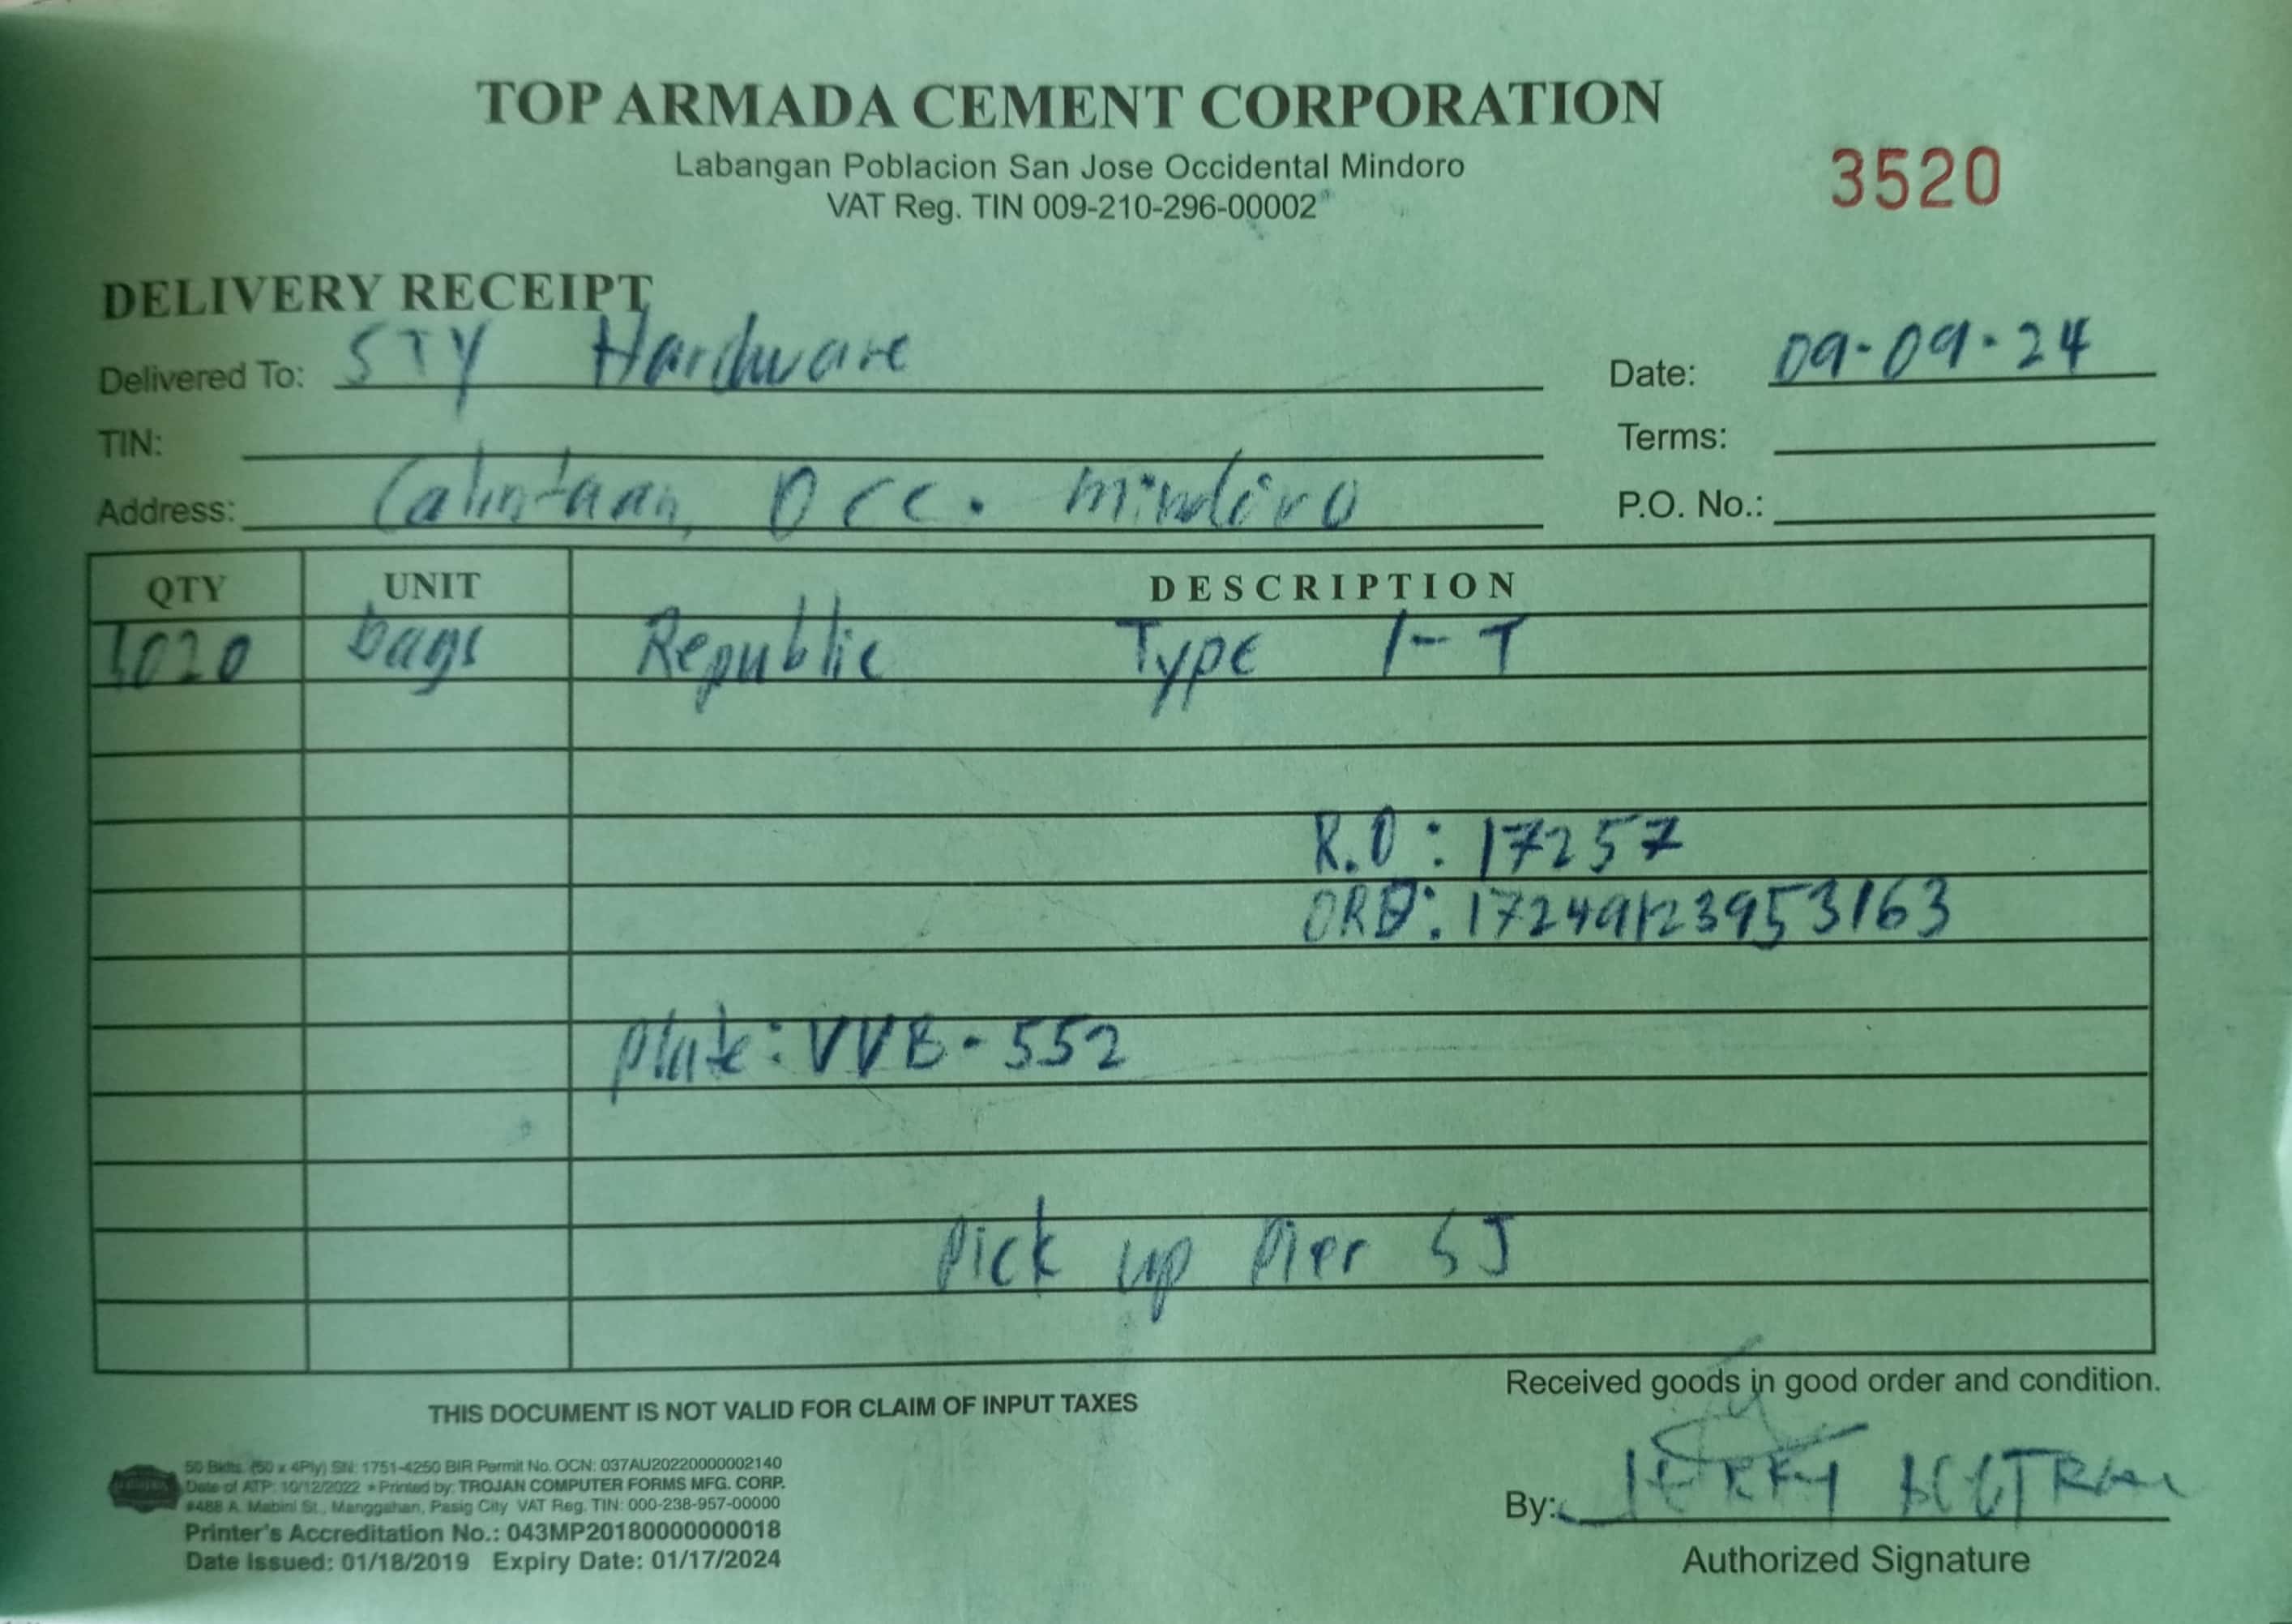 TOP ARMADA CEMENT CORPORATION
Labangan Poblacion San Jose Occidental Mindoro
VAT Reg. TIN 009-210-296-00002
3520
DELIVERY RECEIPT
Delivered To: STY Hardware
Date: 09-09-24
TIN:
Terms:
Address: Calintaan, Occ. Mindoro
P.O. No.:
QTY UNIT DESCRIPTION
1020 bags Republic Type 1-T
R.O: 17257
ORD: 17249123953163
Plate: VVB-552
Pick up Pier SJ
Received goods in good order and condition.
THIS DOCUMENT IS NOT VALID FOR CLAIM OF INPUT TAXES
50 Bklts. (50 x 4Ply) SN: 1751-4250 BIR Permit No. OCN: 037AU20220000002140
Date of ATP: 10/12/2022 * Printed by: TROJAN COMPUTER FORMS MFG. CORP.
#488 A. Mabini St., Manggahan, Pasig City VAT Reg. TIN: 000-238-957-00000
Printer's Accreditation No.: 043MP20180000000018
Date Issued: 01/18/2019 Expiry Date: 01/17/2024
By: JERRY
Authorized Signature